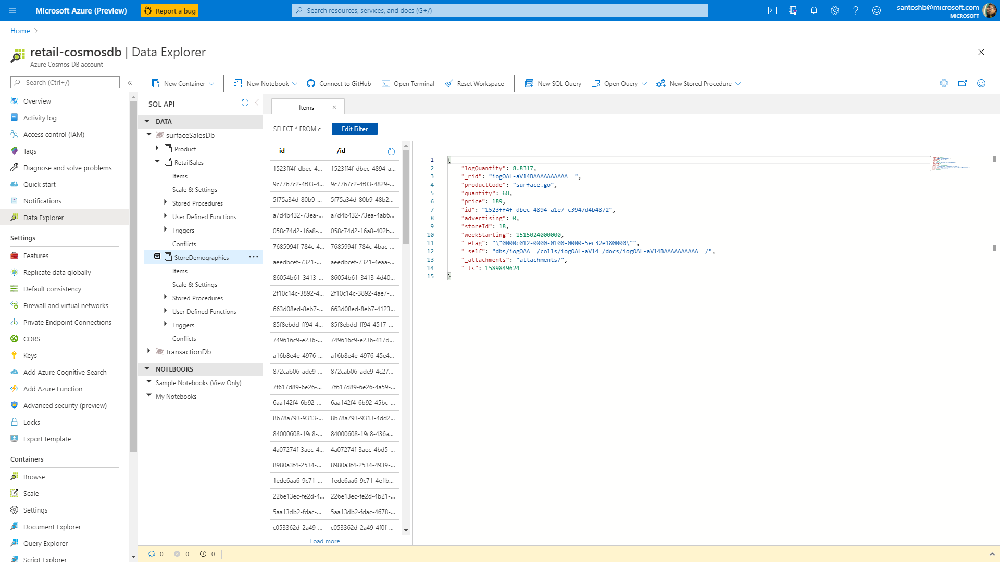 Microsoft Azure (Preview)
Report a bug
Search resources, services, and docs (G+/)
santoshb@microsoft.com
MICROSOFT
Home
retail-cosmosdb | Data Explorer
Azure Cosmos DB account
Search (Ctrl+/)
Overview
Activity log
Access control (IAM)
Tags
Diagnose and solve problems
Quick start
Notifications
Data Explorer
Settings
Features
Replicate data globally
Default consistency
Firewall and virtual networks
Private Endpoint Connections
CORS
Keys
Add Azure Cognitive Search
Add Azure Function
Advanced security (preview)
Locks
Export template
Containers
Browse
Scale
Settings
Document Explorer
Query Explorer
Script Explorer
New Container
New Notebook
Connect to GitHub
Open Terminal
Reset Workspace
New SQL Query
Open Query
New Stored Procedure
SQL API
DATA
surfaceSalesDb
Product
RetailSales
Items
Scale & Settings
Stored Procedures
User Defined Functions
Triggers
Conflicts
StoreDemographics
Items
Scale & Settings
Stored Procedures
User Defined Functions
Triggers
Conflicts
transactionDb
NOTEBOOKS
Sample Notebooks (View Only)
My Notebooks
Items
SELECT * FROM c
Edit Filter
id /id
1523ff4f-dbec-4... 1523ff4f-dbec-4894-a...
9c7767c2-4f03-4... 9c7767c2-4f03-4829-...
5f75a34d-80b9-... 5f75a34d-80b9-48b2...
a7d4b432-73ea-... a7d4b432-73ea-4ab6...
058c74d2-16a8-... 058c74d2-16a8-402b...
7685994f-784c-4... 7685994f-784c-4bac-...
aeedbcef-7321-... aeedbcef-7321-4eaa-...
86054b61-3413-... 86054b61-3413-4d40...
2f10c14c-3892-4... 2f10c14c-3892-4ae7-...
663d08ed-8eb7-... 663d08ed-8eb7-4123...
85f8ebdd-ff94-4... 85f8ebdd-ff94-4517-...
749616c9-e236-... 749616c9-e236-417d...
a16b8e4e-4976-... a16b8e4e-4976-45e4...
872cab06-ade9-... 872cab06-ade9-4c27...
7f617d89-6e26-... 7f617d89-6e26-4a59-...
6aa142f4-6b92-... 6aa142f4-6b92-45bc-...
8b78a793-9313-... 8b78a793-9313-4dd2...
84000608-19c8-... 84000608-19c8-436a...
4a07274f-3aec-4... 4a07274f-3aec-4bd5-...
8980a3f4-2534-... 8980a3f4-2534-4939-...
1ede6aa6-9c71-... 1ede6aa6-9c71-4e1b...
226e13ec-fe2d-4... 226e13ec-fe2d-4b21-...
5aa13db2-fdac-... 5aa13db2-fdac-4678-...
c053362d-2a49-... c053362d-2a49-4f0f-...
Load more
1 {
2 "logQuantity": 8.8317,
3 "_rid": "iogOAL-aV14BAAAAAAAAAA==",
4 "productCode": "surface.go",
5 "quantity": 68,
6 "price": 189,
7 "id": "1523ff4f-dbec-4894-a1e7-c3947d4b4872",
8 "advertising": 0,
9 "storeId": 18,
10 "weekStarting": 1515024000000,
11 "_etag": "\"0000c012-0000-0100-0000-5ec32e180000\"",
12 "_self": "dbs/iogOAA==/colls/iogOAL-aV14=/docs/iogOAL-aV14BAAAAAAAAAA==/",
13 "_attachments": "attachments/",
14 "_ts": 1589849624
15 }
0 0 0